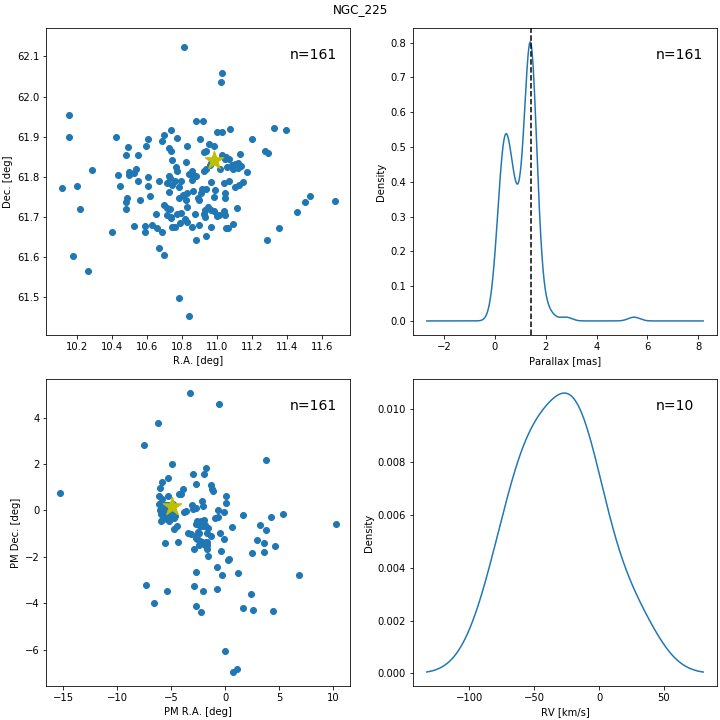 NGC_225
n=161
62.1
62.0
61.9
61.8
61.7
61.6
61.5
Dec. [deg]
10.2 10.4 10.6 10.8 11.0 11.2 11.4 11.6
R.A. [deg]
n=161
0.8
0.7
0.6
0.5
0.4
0.3
0.2
0.1
0.0
Density
−2 0 2 4 6 8
Parallax [mas]
n=161
4
2
0
−2
−4
−6
PM Dec. [deg]
−15 −10 −5 0 5 10
PM R.A. [deg]
n=10
0.010
0.008
0.006
0.004
0.002
0.000
Density
−100 −50 0 50
RV [km/s]